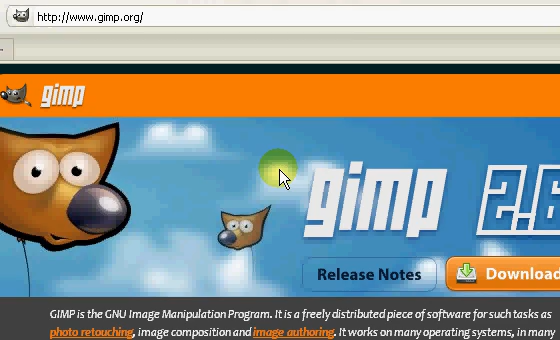 http://www.gimp.org/
gimp
gimp 2.6
Release Notes
Download
GIMP is the GNU Image Manipulation Program. It is a freely distributed piece of software for such tasks as
photo retouching, image composition and image authoring. It works on many operating systems, in many